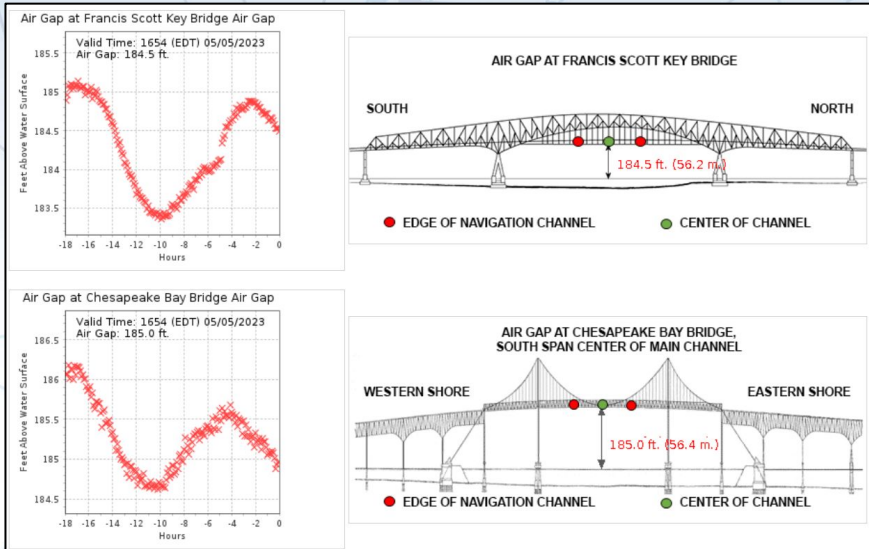 Air Gap at Francis Scott Key Bridge Air Gap
Valid Time: 1654 (EDT) 05/05/2023
Air Gap: 184.5 ft.
Feet Above Water Surface
185.5
185
184.5
184
183.5
-18 -16 -14 -12 -10 -8 -6 -4 -2 0
Hours
AIR GAP AT FRANCIS SCOTT KEY BRIDGE
SOUTH
NORTH
184.5 ft. (56.2 m.)
EDGE OF NAVIGATION CHANNEL
CENTER OF CHANNEL
Air Gap at Chesapeake Bay Bridge Air Gap
Valid Time: 1654 (EDT) 05/05/2023
Air Gap: 185.0 ft.
Feet Above Water Surface
186.5
186
185.5
185
184.5
-18 -16 -14 -12 -10 -8 -6 -4 -2 0
Hours
AIR GAP AT CHESAPEAKE BAY BRIDGE,
SOUTH SPAN CENTER OF MAIN CHANNEL
WESTERN SHORE
EASTERN SHORE
185.0 ft. (56.4 m.)
EDGE OF NAVIGATION CHANNEL
CENTER OF CHANNEL